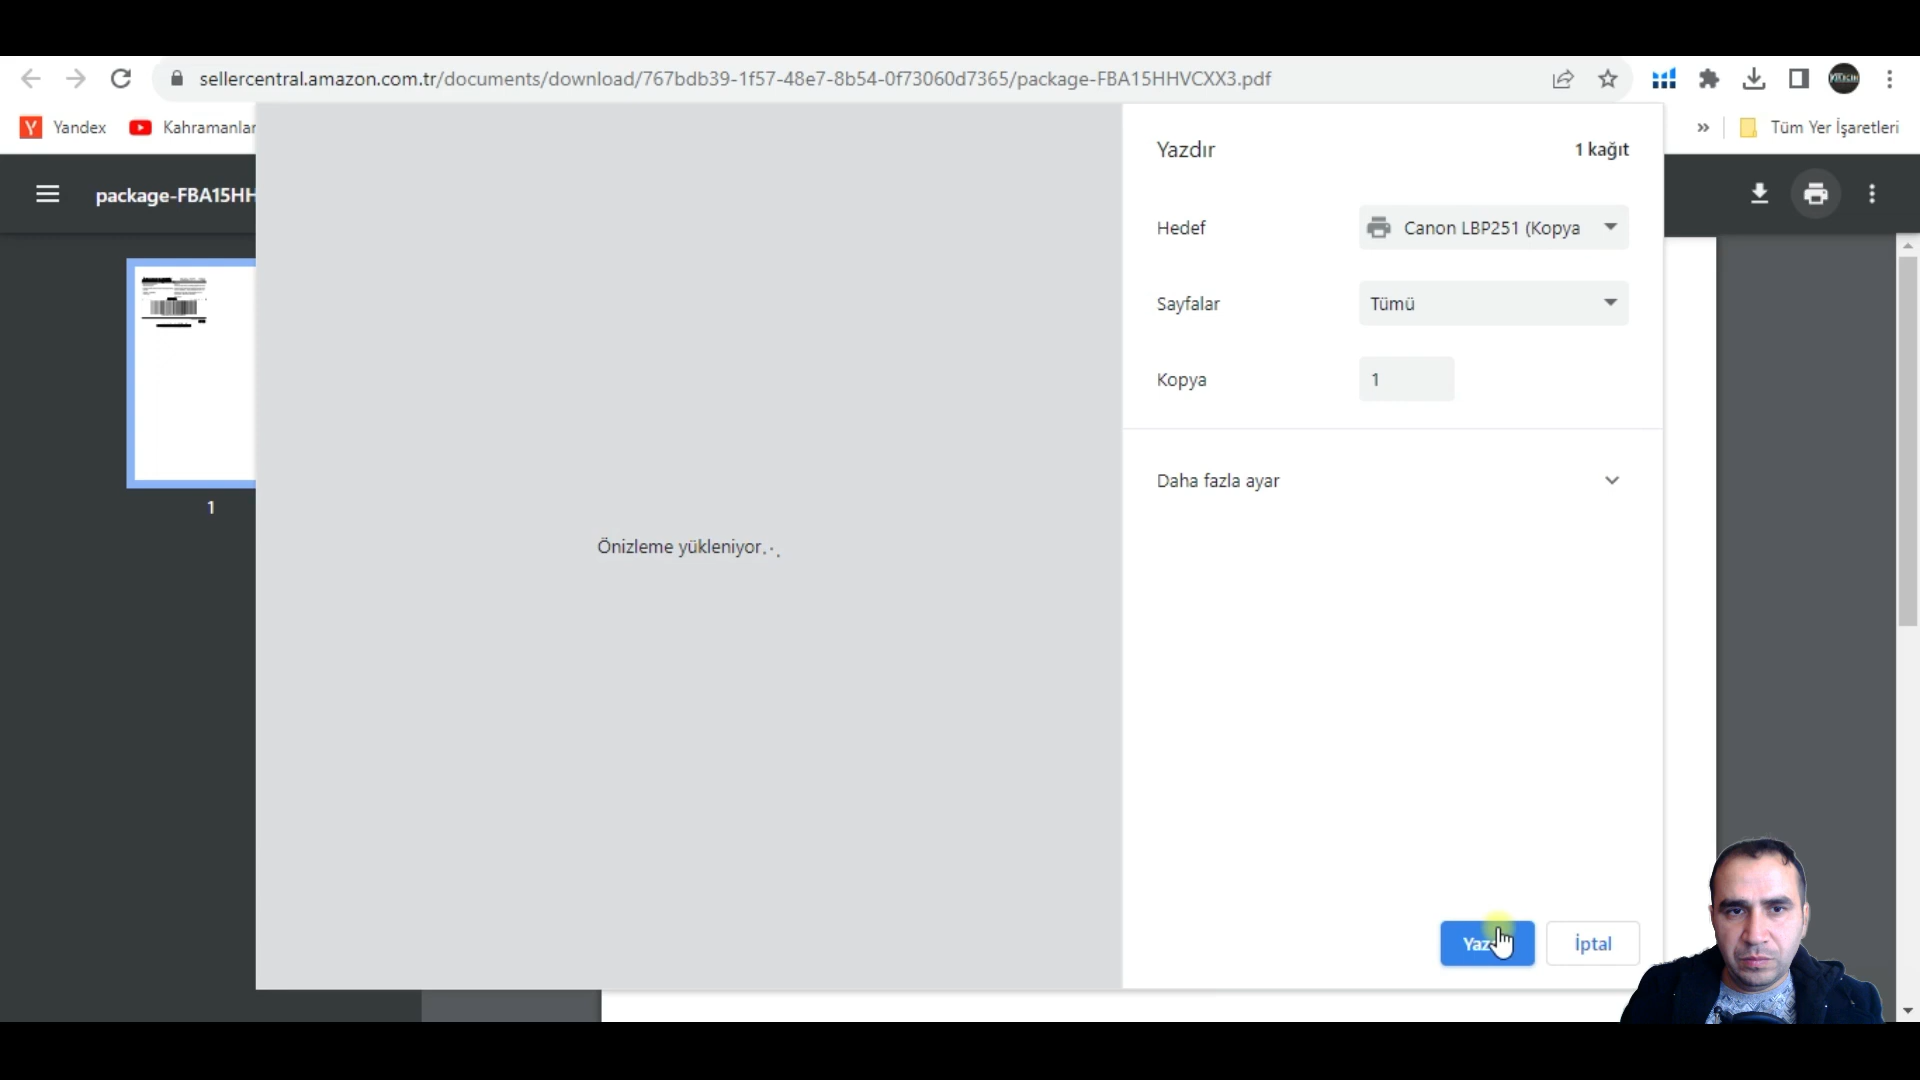 sellercentral.amazon.com.tr/documents/download/767bdb39-1f57-48e7-8b54-0f73060d7365/package-FBA15HHVCXX3.pdf
Yandex
Kahramanlar
» Tüm Yer İşaretleri
package-FBA15HH
Yazdır
1 kağıt
Hedef
Canon LBP251 (Kopya
Sayfalar
Tümü
Kopya
1
Daha fazla ayar
1
Önizleme yükleniyor...
İptal